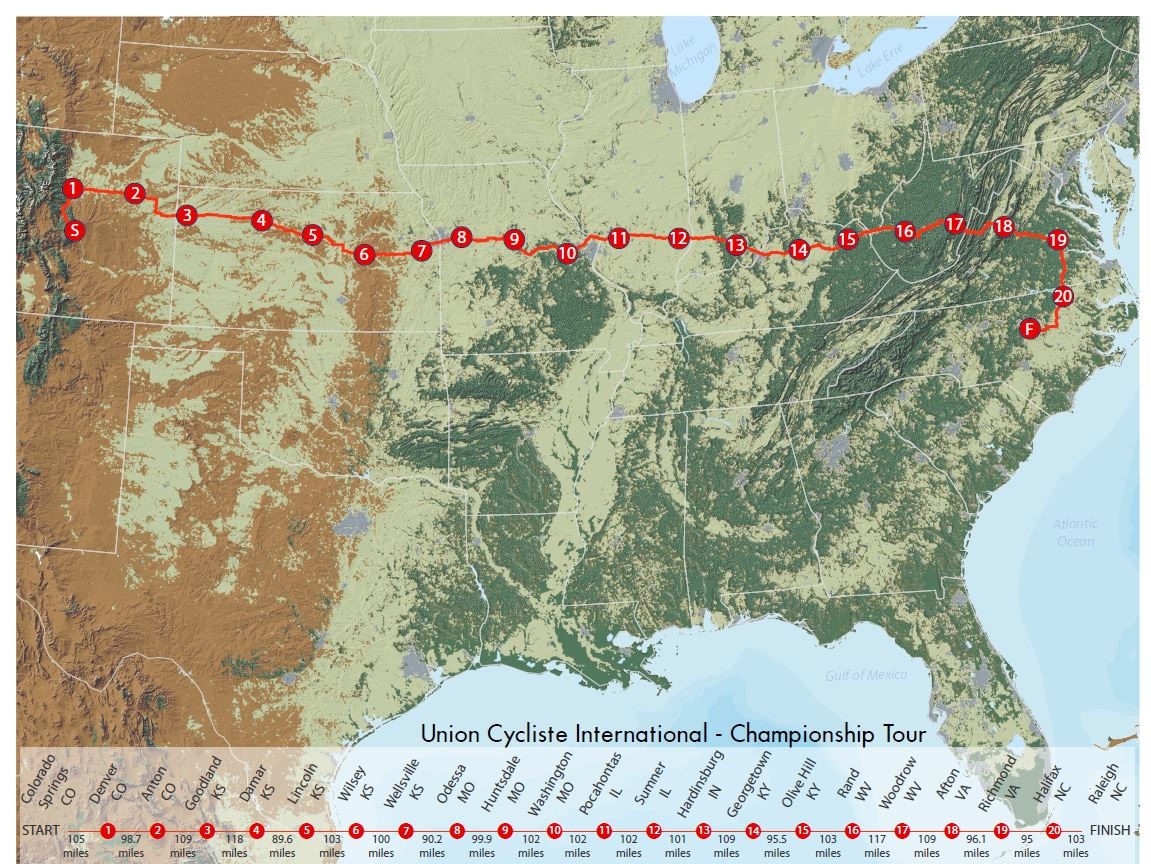 Lake
Michigan
Lake Erie
1
2
S
3
4
5
6
7
8
9
10
11
12
13
14
15
16
17
18
19
20
F
Atlantic
Ocean
Gulf of Mexico
Union Cycliste International - Championship Tour
Colorado
Springs
CO
Denver
CO
Anton
CO
Goodland
KS
Damar
KS
Lincoln
KS
Wilsey
KS
Wellsville
KS
Odessa
MO
Huntsdale
MO
Washington
MO
Pocahontas
IL
Sumner
IL
Hardinsburg
IN
Georgetown
KY
Olive Hill
KY
Rand
WV
Woodrow
WV
Afton
VA
Richmond
VA
Halifax
NC
Raleigh
NC
START 1 2 3 4 5 6 7 8 9 10 11 12 13 14 15 16 17 18 19 20 FINISH
105 98.7 109 118 89.6 103 100 90.2 99.9 102 102 102 101 109 95.5 103 117 109 96.1 95 103
miles miles miles miles miles miles miles miles miles miles miles miles miles miles miles miles miles miles miles miles miles